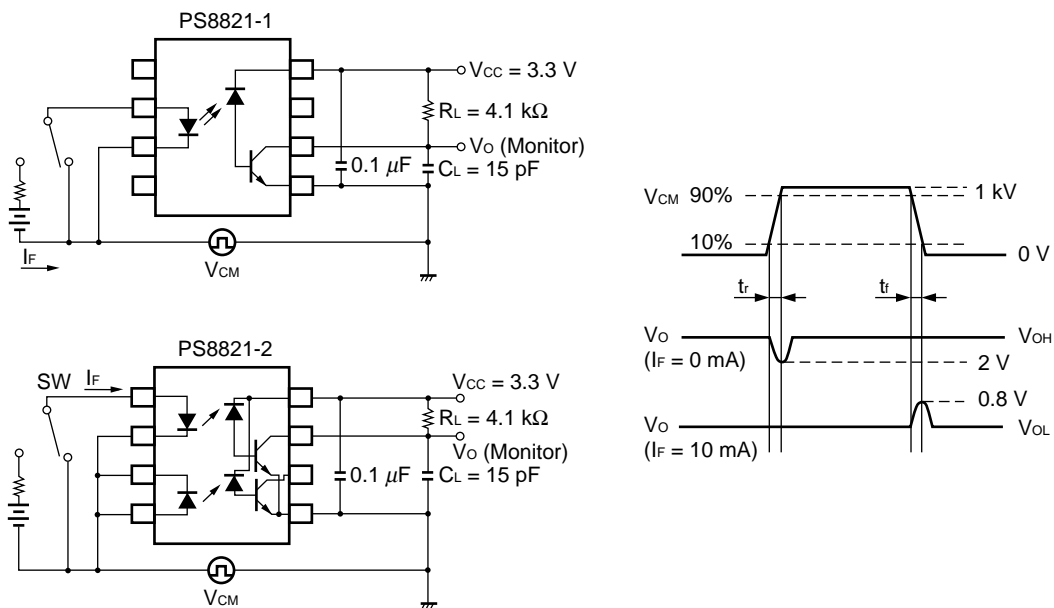 PS8821-1
VCC = 3.3 V
RL = 4.1 kΩ
VO (Monitor)
0.1 μF
CL = 15 pF
IF
VCM
PS8821-2
SW
IF
VCC = 3.3 V
RL = 4.1 kΩ
VO (Monitor)
0.1 μF
CL = 15 pF
VCM
VCM 90%
1 kV
10%
0 V
tr
tf
VO
(IF = 0 mA)
VOH
2 V
0.8 V
VO
(IF = 10 mA)
VOL